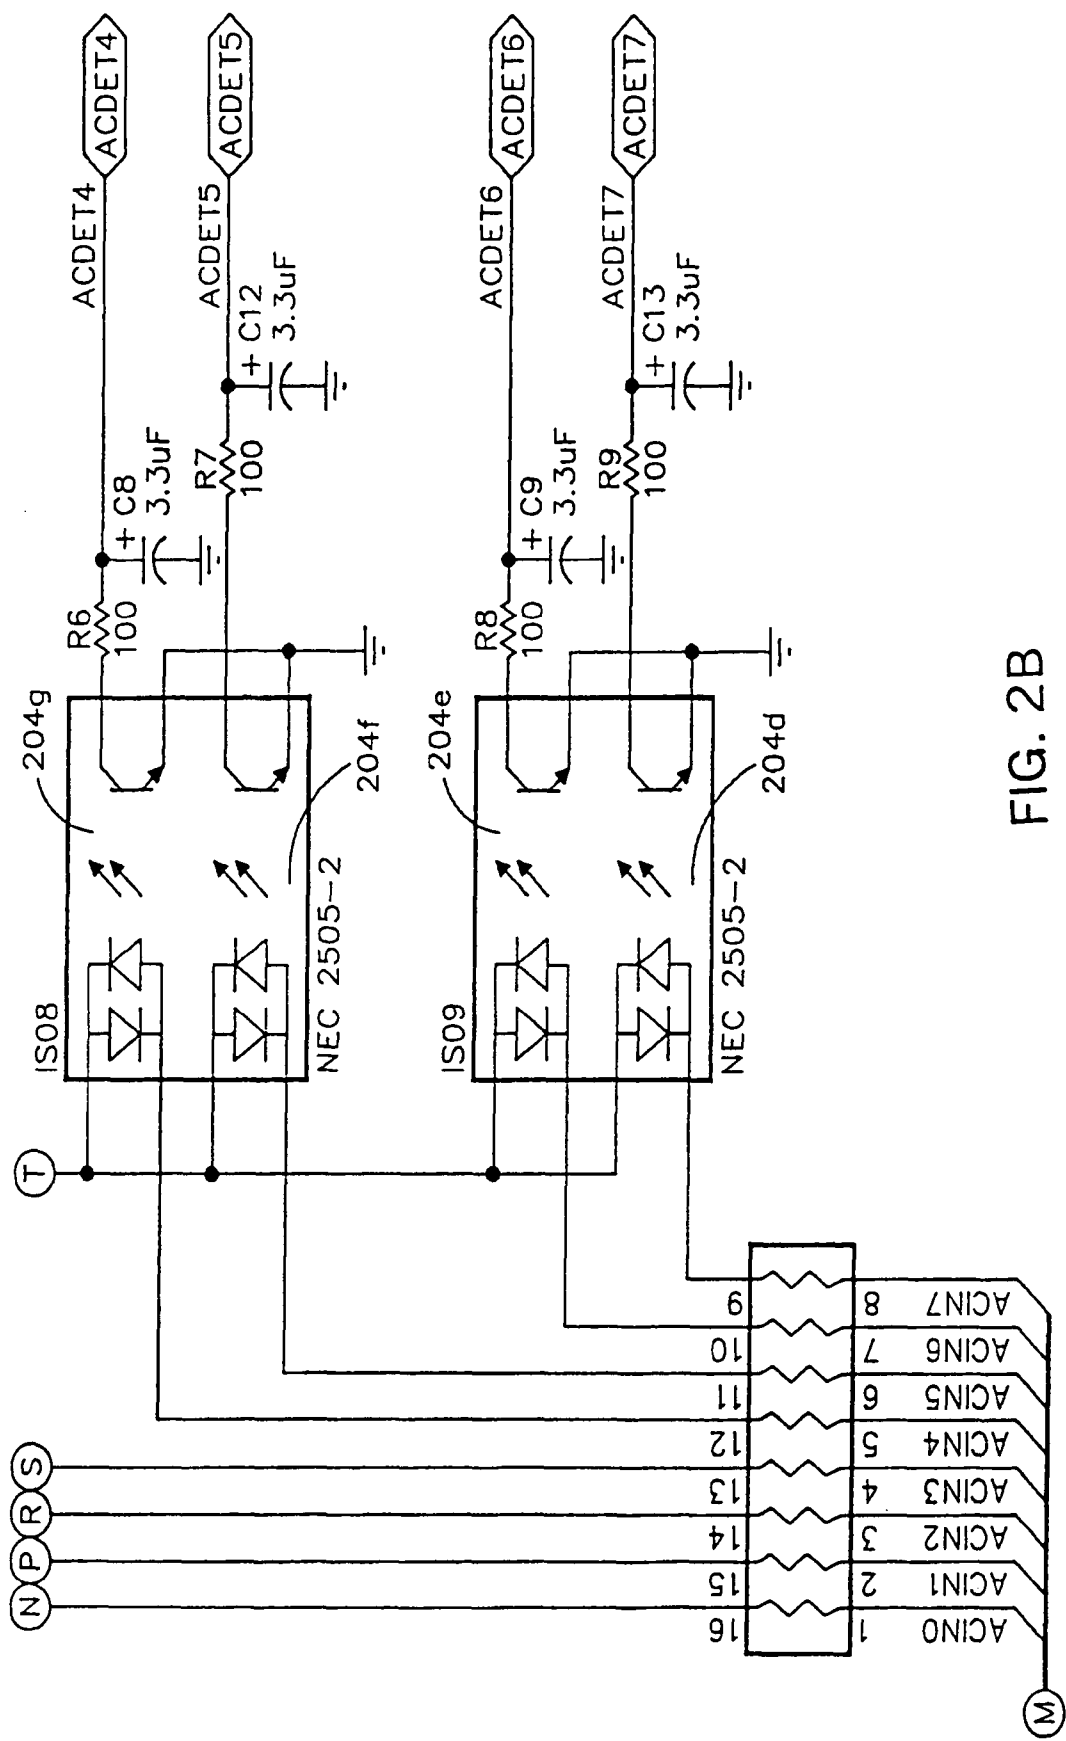 ACDET4
ACDET4
R6
100
+ C8
3.3uF
ACDET5
ACDET5
R7
100
+ C12
3.3uF
204g
204f
ISO8
NEC 2505-2
T
ACDET6
ACDET6
R8
100
+ C9
3.3uF
ACDET7
ACDET7
R9
100
+ C13
3.3uF
204e
204d
ISO9
NEC 2505-2
N
P
R
S
9
10
11
12
13
14
15
16
8
7
6
5
4
3
2
1
ACIN7
ACIN6
ACIN5
ACIN4
ACIN3
ACIN2
ACIN1
ACIN0
M
FIG. 2B